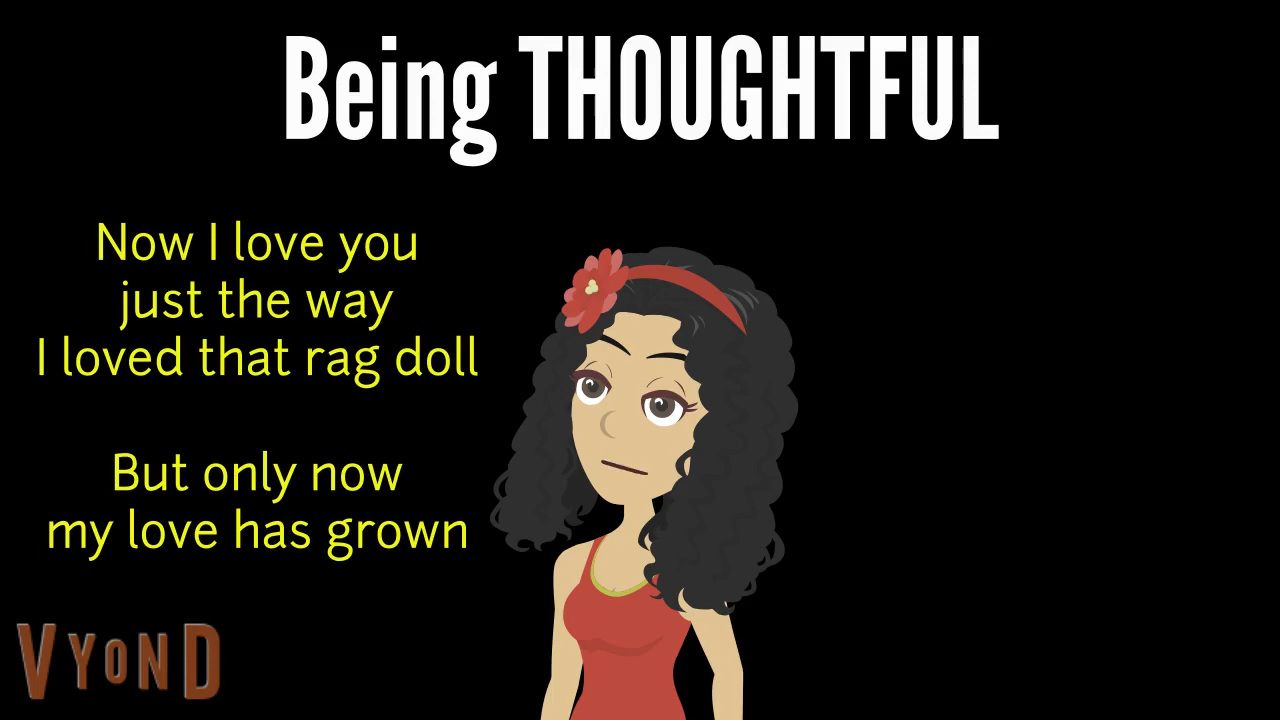 Being THOUGHTFUL
Now I love you
just the way
I loved that rag doll
But only now
my love has grown
VYOND